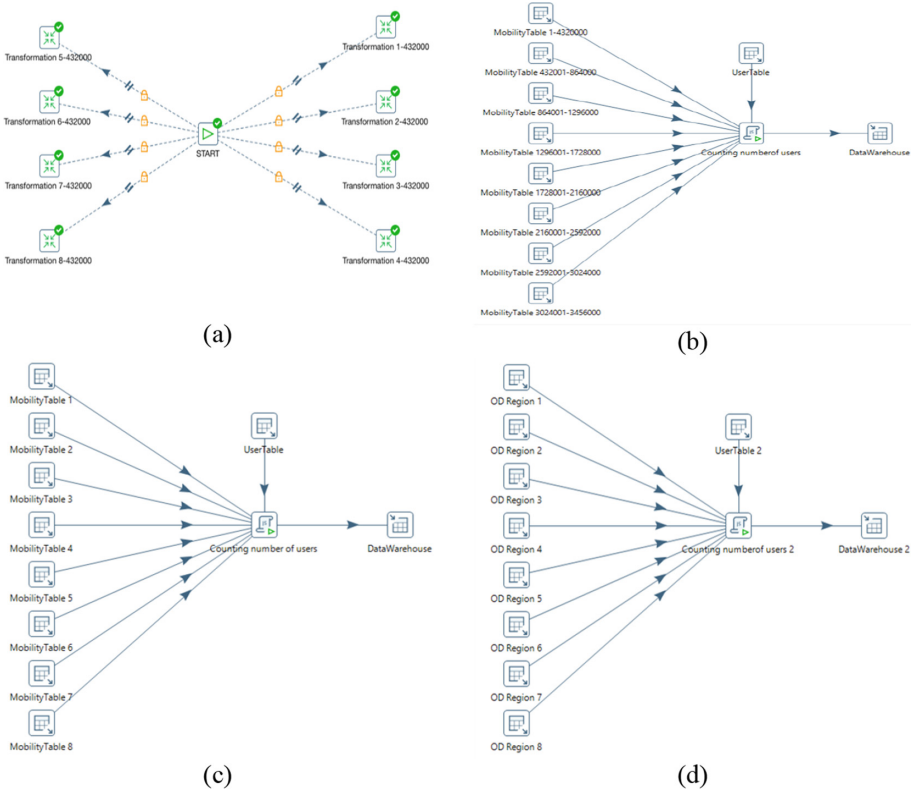 Transformation 5-432000
Transformation 6-432000
Transformation 7-432000
Transformation 8-432000
START
Transformation 1-432000
Transformation 2-432000
Transformation 3-432000
Transformation 4-432000
(a)
MobilityTable 1-4320000
MobilityTable 432001-864000
MobilityTable 864001-1296000
MobilityTable 1296001-1728000
MobilityTable 1728001-2160000
MobilityTable 2160001-2592000
MobilityTable 2592001-3024000
MobilityTable 3024001-3456000
UserTable
Counting numberof users
DataWarehouse
(b)
MobilityTable 1
MobilityTable 2
MobilityTable 3
MobilityTable 4
MobilityTable 5
MobilityTable 6
MobilityTable 7
MobilityTable 8
UserTable
Counting number of users
DataWarehouse
(c)
OD Region 1
OD Region 2
OD Region 3
OD Region 4
OD Region 5
OD Region 6
OD Region 7
OD Region 8
UserTable 2
Counting numberof users 2
DataWarehouse 2
(d)